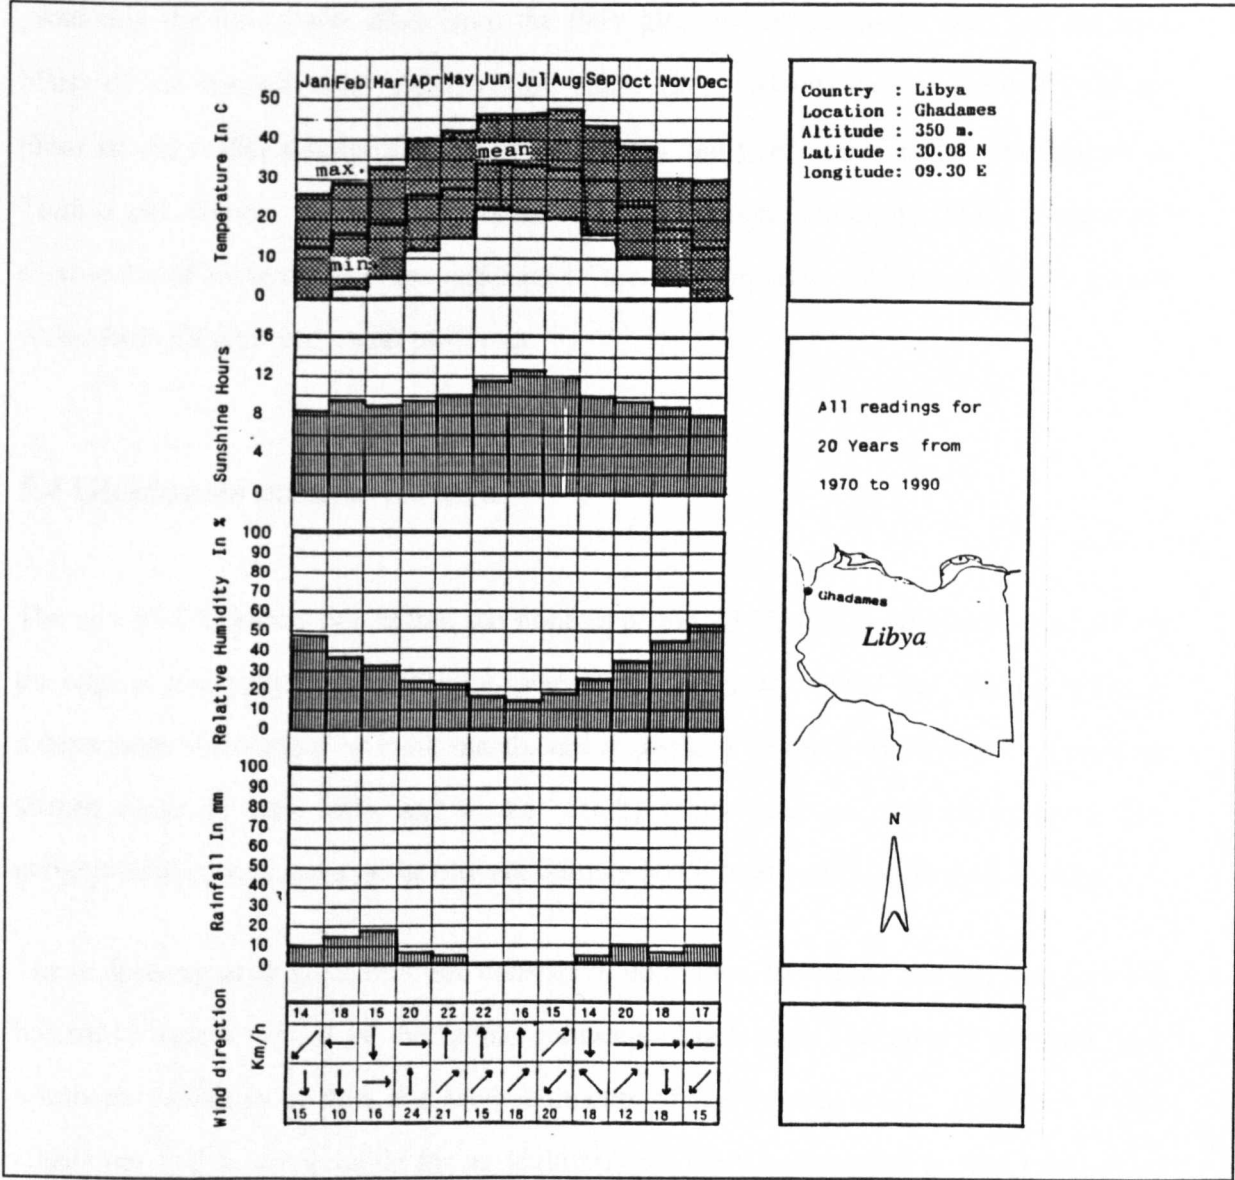 Jan Feb Mar Apr May Jun Jul Aug Sep Oct Nov Dec
Temperature In C
50
40
30
20
10
0
max.
mean
min
Sunshine Hours
16
12
8
4
0
Relative Humidity In %
100
90
80
70
60
50
40
30
20
10
0
Rainfall In mm
100
90
80
70
60
50
40
30
20
10
0
Wind direction
Km/h
14 18 15 20 22 22 16 15 14 20 18 17
15 10 16 24 21 15 18 20 18 12 18 15
Country : Libya
Location : Ghadames
Altitude : 350 m.
Latitude : 30.08 N
longitude: 09.30 E
All readings for
20 Years from
1970 to 1990
Ghadames
Libya
N